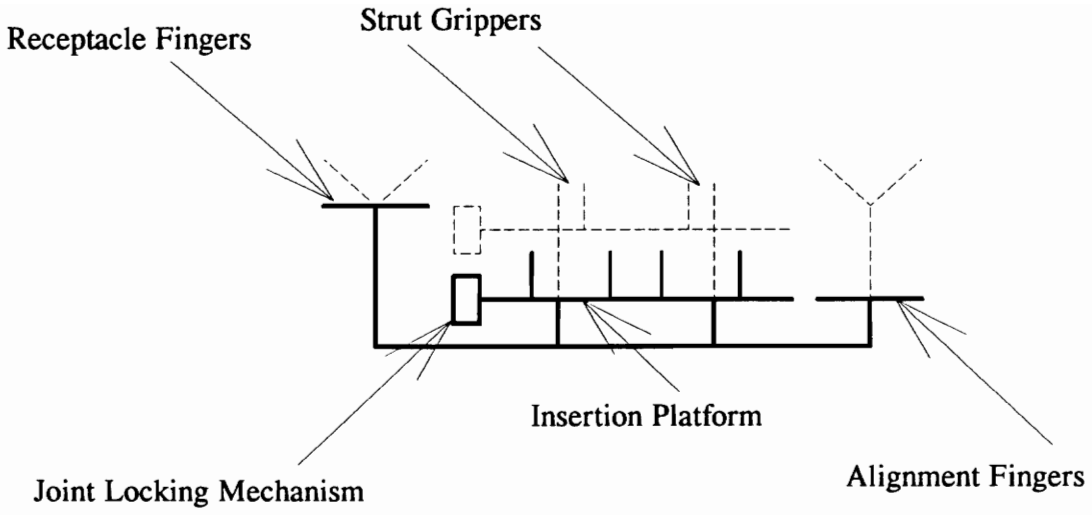 Strut Grippers
Receptacle Fingers
Insertion Platform
Alignment Fingers
Joint Locking Mechanism